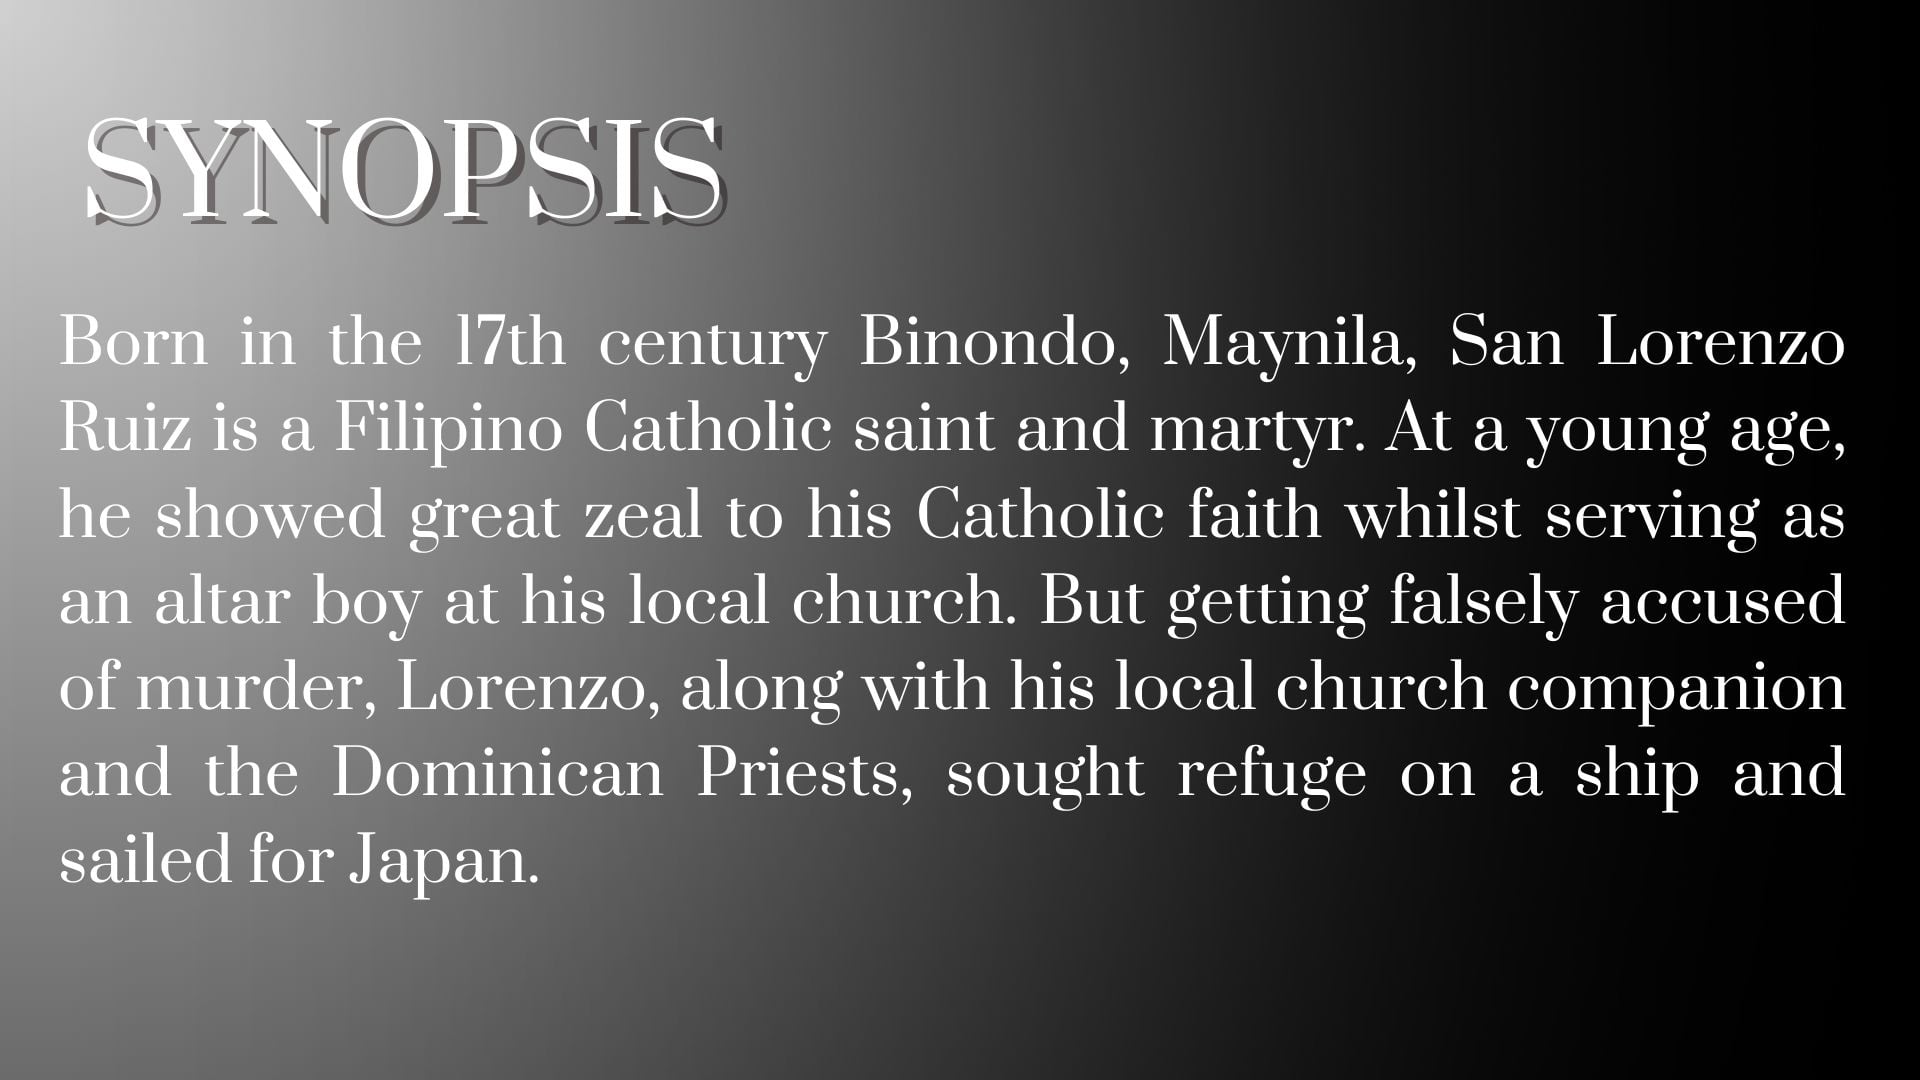 SYNOPSIS
Born in the 17th century Binondo, Maynila, San Lorenzo
Ruiz is a Filipino Catholic saint and martyr. At a young age,
he showed great zeal to his Catholic faith whilst serving as
an altar boy at his local church. But getting falsely accused
of murder, Lorenzo, along with his local church companion
and the Dominican Priests, sought refuge on a ship and
sailed for Japan.